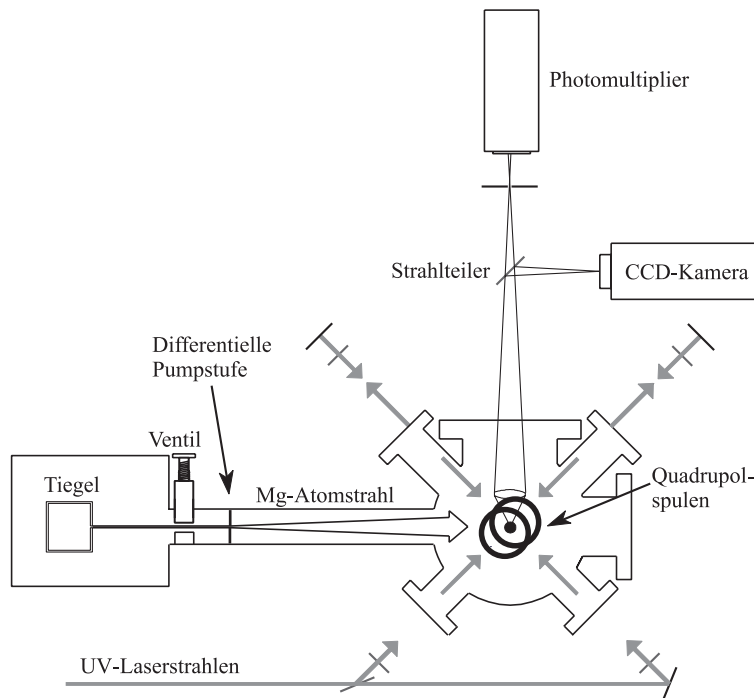 Photomultiplier
Strahlteiler
CCD-Kamera
Differentielle
Pumpstufe
Ventil
Tiegel
Mg-Atomstrahl
Quadrupol-
spulen
UV-Laserstrahlen